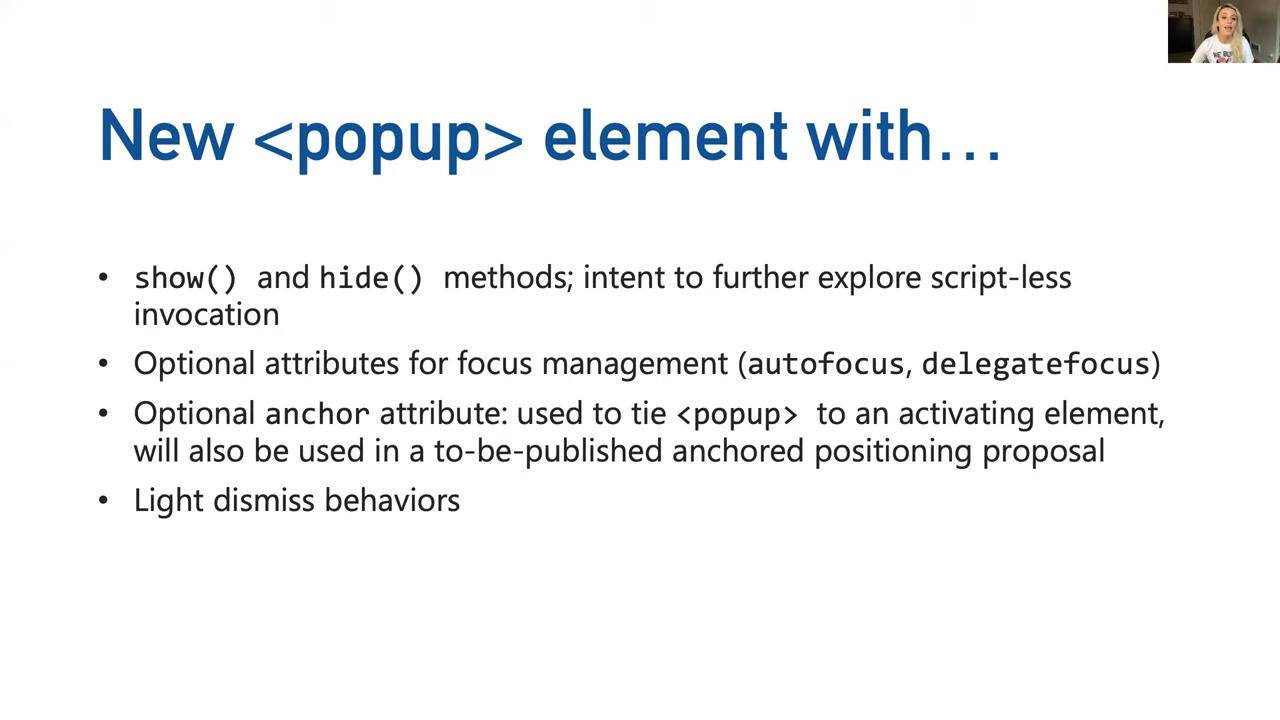 New <popup> element with…
• show() and hide() methods; intent to further explore script-less
invocation
• Optional attributes for focus management (autofocus, delegatefocus)
• Optional anchor attribute: used to tie <popup> to an activating element,
will also be used in a to-be-published anchored positioning proposal
• Light dismiss behaviors